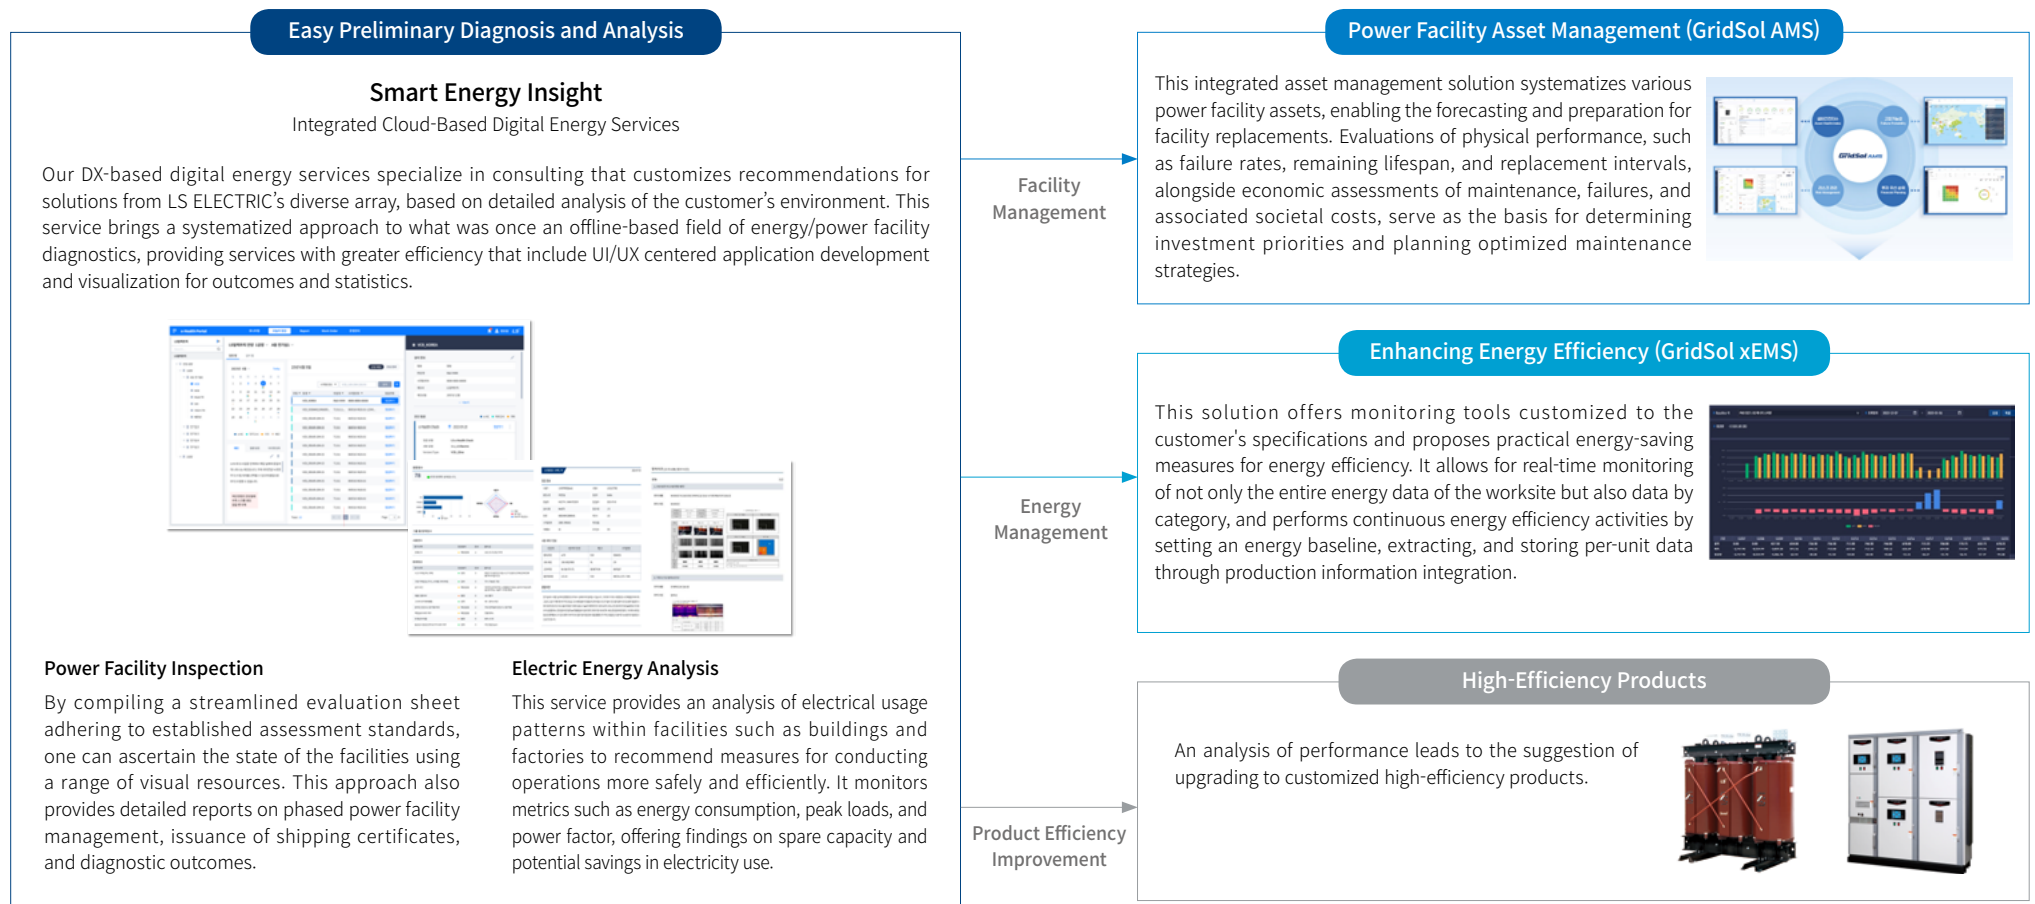 Easy Preliminary Diagnosis and Analysis
Smart Energy Insight
Integrated Cloud-Based Digital Energy Services
Our DX-based digital energy services specialize in consulting that customizes recommendations for
solutions from LS ELECTRIC's diverse array, based on detailed analysis of the customer's environment. This
service brings a systematized approach to what was once an offline-based field of energy/power facility
diagnostics, providing services with greater efficiency that include UI/UX centered application development
and visualization for outcomes and statistics.
Power Facility Inspection
By compiling a streamlined evaluation sheet
adhering to established assessment standards,
one can ascertain the state of the facilities using
a range of visual resources. This approach also
provides detailed reports on phased power facility
management, issuance of shipping certificates,
and diagnostic outcomes.
Electric Energy Analysis
This service provides an analysis of electrical usage
patterns within facilities such as buildings and
factories to recommend measures for conducting
operations more safely and efficiently. It monitors
metrics such as energy consumption, peak loads, and
power factor, offering findings on spare capacity and
potential savings in electricity use.
Facility
Management
Power Facility Asset Management (GridSol AMS)
This integrated asset management solution systematizes various
power facility assets, enabling the forecasting and preparation for
facility replacements. Evaluations of physical performance, such
as failure rates, remaining lifespan, and replacement intervals,
alongside economic assessments of maintenance, failures, and
associated societal costs, serve as the basis for determining
investment priorities and planning optimized maintenance
strategies.
GridSol AMS
Energy
Management
Enhancing Energy Efficiency (GridSol xEMS)
This solution offers monitoring tools customized to the
customer's specifications and proposes practical energy-saving
measures for energy efficiency. It allows for real-time monitoring
of not only the entire energy data of the worksite but also data by
category, and performs continuous energy efficiency activities by
setting an energy baseline, extracting, and storing per-unit data
through production information integration.
Product Efficiency
Improvement
High-Efficiency Products
An analysis of performance leads to the suggestion of
upgrading to customized high-efficiency products.